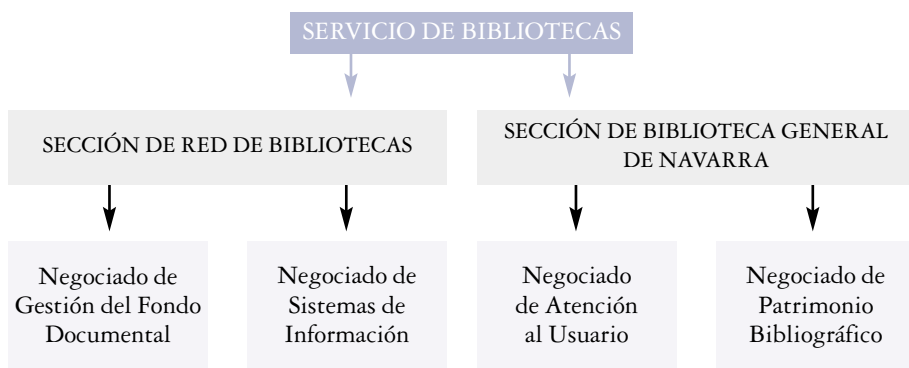 SERVICIO DE BIBLIOTECAS
SECCIÓN DE RED DE BIBLIOTECAS
SECCIÓN DE BIBLIOTECA GENERAL
DE NAVARRA
Negociado de
Gestión del Fondo
Documental
Negociado de
Sistemas de
Información
Negociado
de Atención
al Usuario
Negociado de
Patrimonio
Bibliográfico